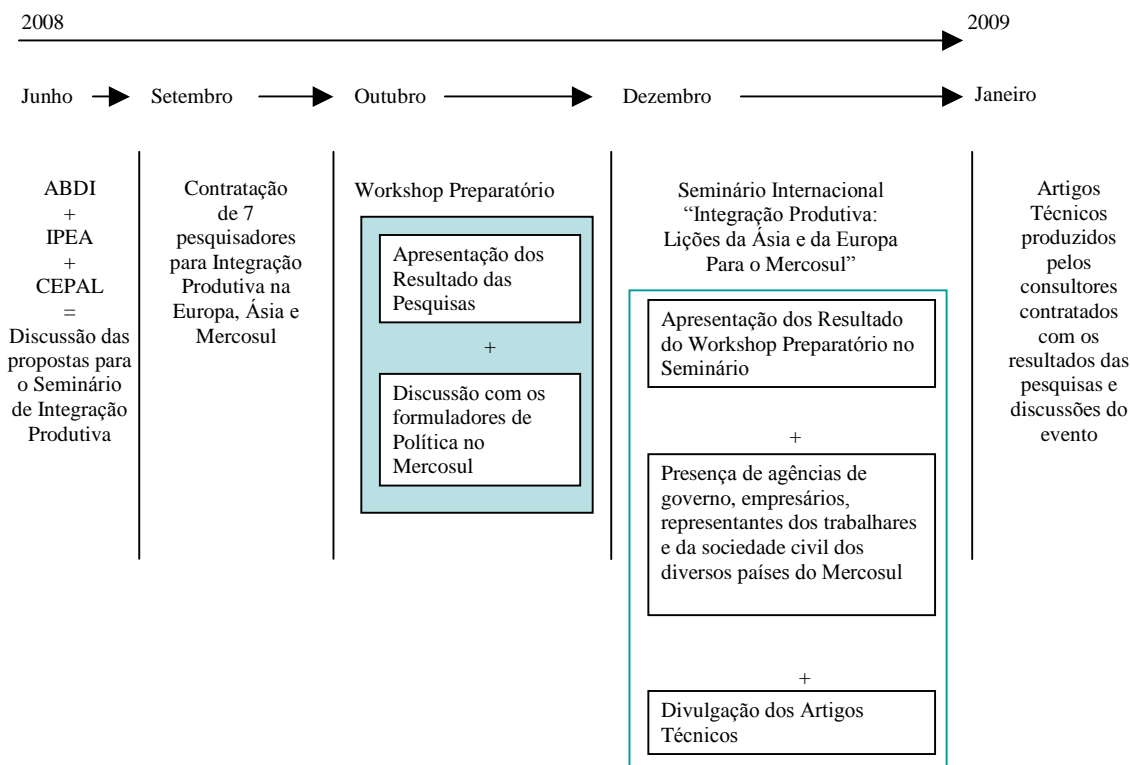 2008
2009
Junho
Setembro
Outubro
Dezembro
Janeiro
ABDI
+
IPEA
+
CEPAL
=
Discussão das
propostas para
o Seminário
de Integração
Produtiva
Contratação
de 7
pesquisadores
para Integração
Produtiva na
Europa, Ásia e
Mercosul
Workshop Preparatório
Apresentação dos
Resultado das
Pesquisas
+
Discussão com os
formuladores de
Política no
Mercosul
Seminário Internacional
“Integração Produtiva:
Lições da Ásia e da Europa
Para o Mercosul”
Apresentação dos Resultado
do Workshop Preparatório no
Seminário
+
Presença de agências de
governo, empresários,
representantes dos trabalhares
e da sociedade civil dos
diversos países do Mercosul
+
Divulgação dos Artigos
Técnicos
Artigos
Técnicos
produzidos
pelos
consultores
contratados
com os
resultados das
pesquisas e
discussões do
evento